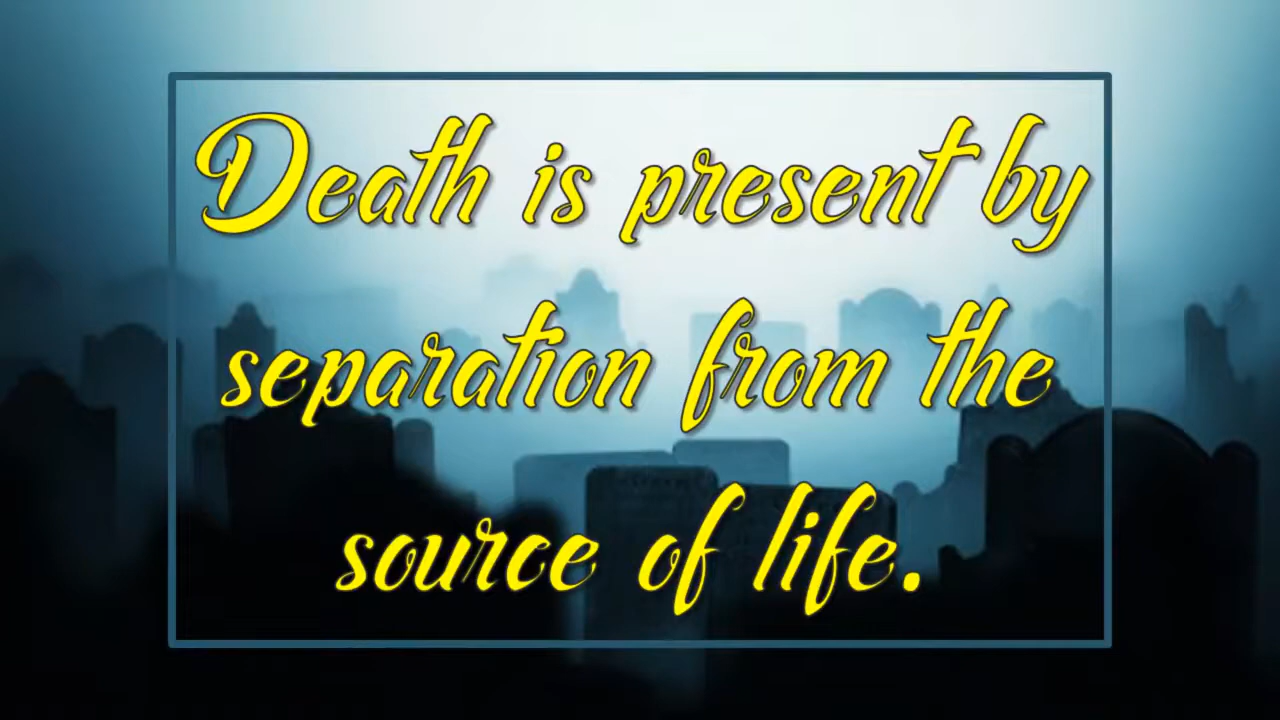 Death is present by
separation from the
source of life.